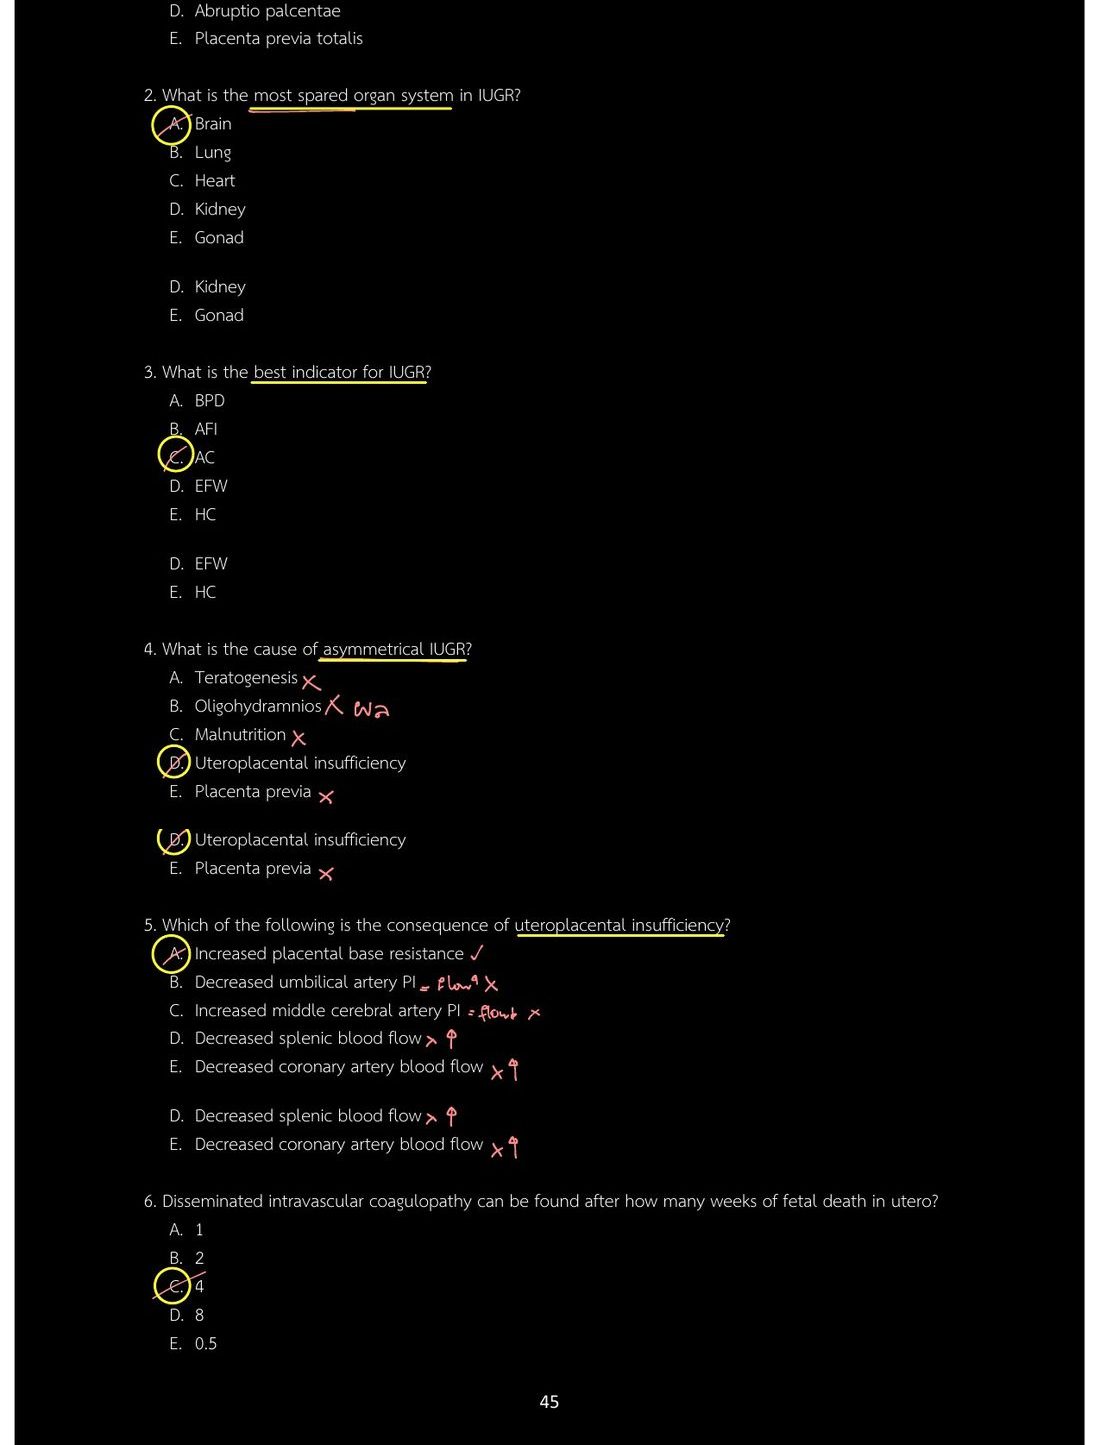 D. Abruptio palcentae
E. Placenta previa totalis
2. What is the most spared organ system in IUGR?
A. Brain
B. Lung
C. Heart
D. Kidney
E. Gonad
D. Kidney
E. Gonad
3. What is the best indicator for IUGR?
A. BPD
B. AFI
C. AC
D. EFW
E. HC
D. EFW
E. HC
4. What is the cause of asymmetrical IUGR?
A. Teratogenesis ×
B. Oligohydramnios × ผล
C. Malnutrition ×
D. Uteroplacental insufficiency
E. Placenta previa ×
D. Uteroplacental insufficiency
E. Placenta previa ×
5. Which of the following is the consequence of uteroplacental insufficiency?
A. Increased placental base resistance ✓
B. Decreased umbilical artery PI = flow ↑ ×
C. Increased middle cerebral artery PI = flow ↓ ×
D. Decreased splenic blood flow × ↑
E. Decreased coronary artery blood flow × ↑
D. Decreased splenic blood flow × ↑
E. Decreased coronary artery blood flow × ↑
6. Disseminated intravascular coagulopathy can be found after how many weeks of fetal death in utero?
A. 1
B. 2
C. 4
D. 8
E. 0.5
45